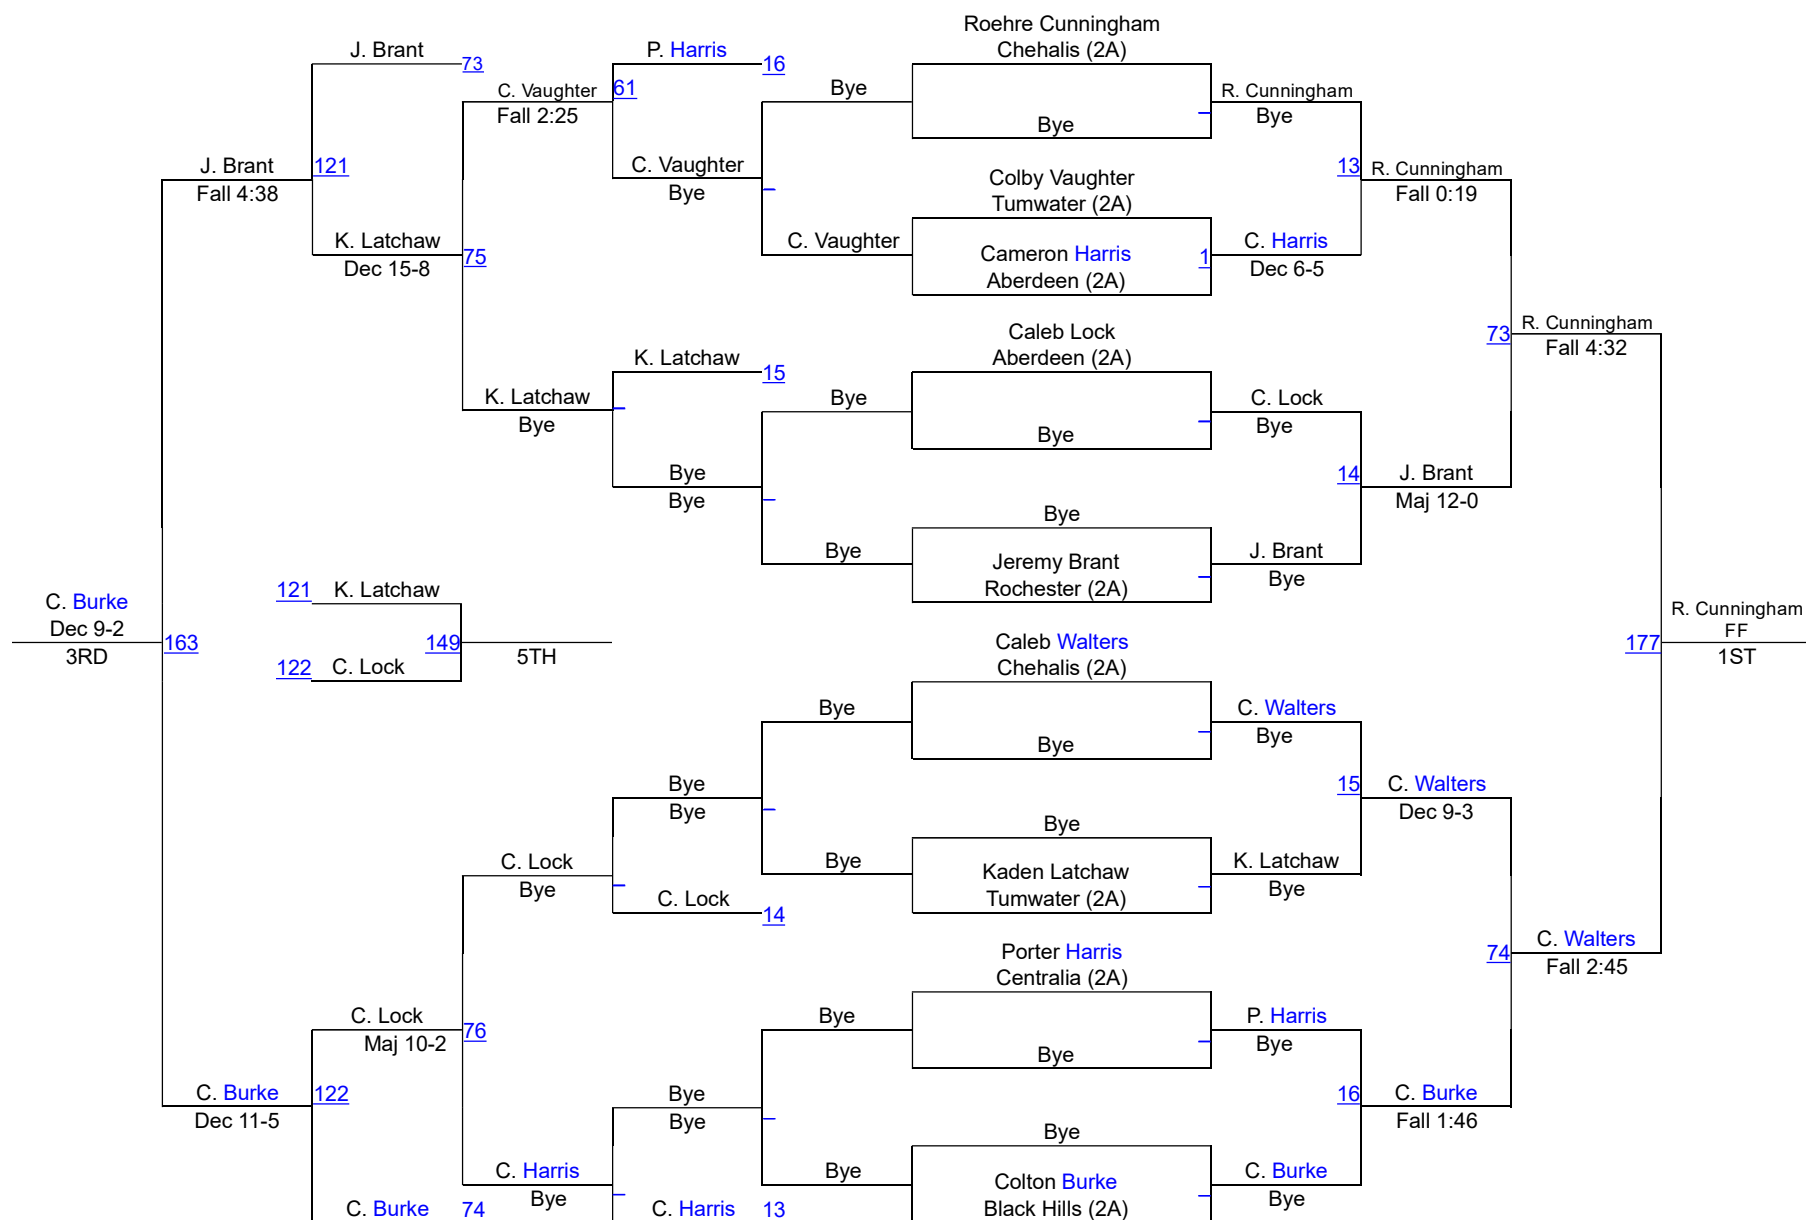 Roehre Cunningham
J. Brant
P. Harris
Chehalis (2A)
73
16
C. Vaughter
61
Bye
R. Cunningham
Fall 2:25
Bye
Bye
J. Brant
121
C. Vaughter
13
R. Cunningham
Fall 4:38
Bye
Colby Vaughter
Fall 0:19
Tumwater (2A)
K. Latchaw
C. Vaughter
C. Harris
75
Cameron Harris
1
Dec 15-8
Aberdeen (2A)
Dec 6-5
Caleb Lock
R. Cunningham
73
K. Latchaw
Aberdeen (2A)
Fall 4:32
15
K. Latchaw
Bye
C. Lock
Bye
Bye
Bye
Bye
14
J. Brant
Bye
Maj 12-0
Bye
Bye
Jeremy Brant
J. Brant
121
K. Latchaw
Rochester (2A)
Bye
C. Burke
R. Cunningham
Dec 9-2
FF
163
149
Caleb Walters
177
3RD
5TH
1ST
122
C. Lock
Chehalis (2A)
Bye
C. Walters
Bye
Bye
Bye
15
C. Walters
Bye
Dec 9-3
Bye
C. Lock
Bye
Kaden Latchaw
K. Latchaw
Bye
Tumwater (2A)
Bye
C. Lock
14
Porter Harris
74
C. Walters
Centralia (2A)
Fall 2:45
C. Lock
76
Bye
P. Harris
Maj 10-2
Bye
Bye
C. Burke
122
Bye
16
C. Burke
Dec 11-5
Bye
Fall 1:46
Bye
C. Harris
Bye
Colton Burke
C. Burke
Bye
Black Hills (2A)
Bye
C. Burke
74
C. Harris
13